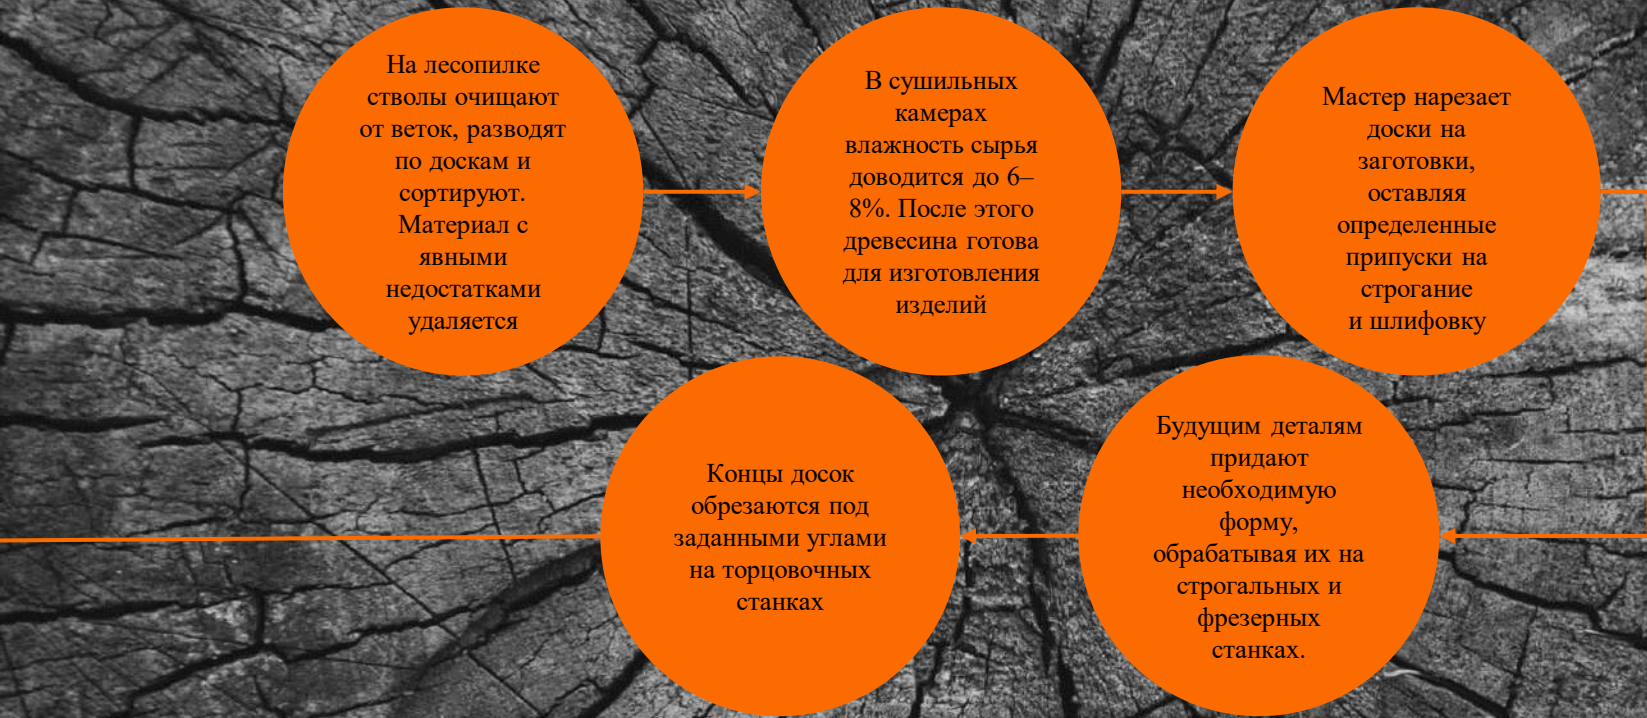 На лесопилке
стволы очищают
от веток, разводят
по доскам и
сортируют.
Материал с
явными
недостатками
удаляется
В сушильных
камерах
влажность сырья
доводится до 6–
8%. После этого
древесина готова
для изготовления
изделий
Мастер нарезает
доски на
заготовки,
оставляя
определенные
припуски на
строгание
и шлифовку
Будущим деталям
придают
необходимую
форму,
обрабатывая их на
строгальных и
фрезерных
станках.
Концы досок
обрезаются под
заданными углами
на торцовочных
станках